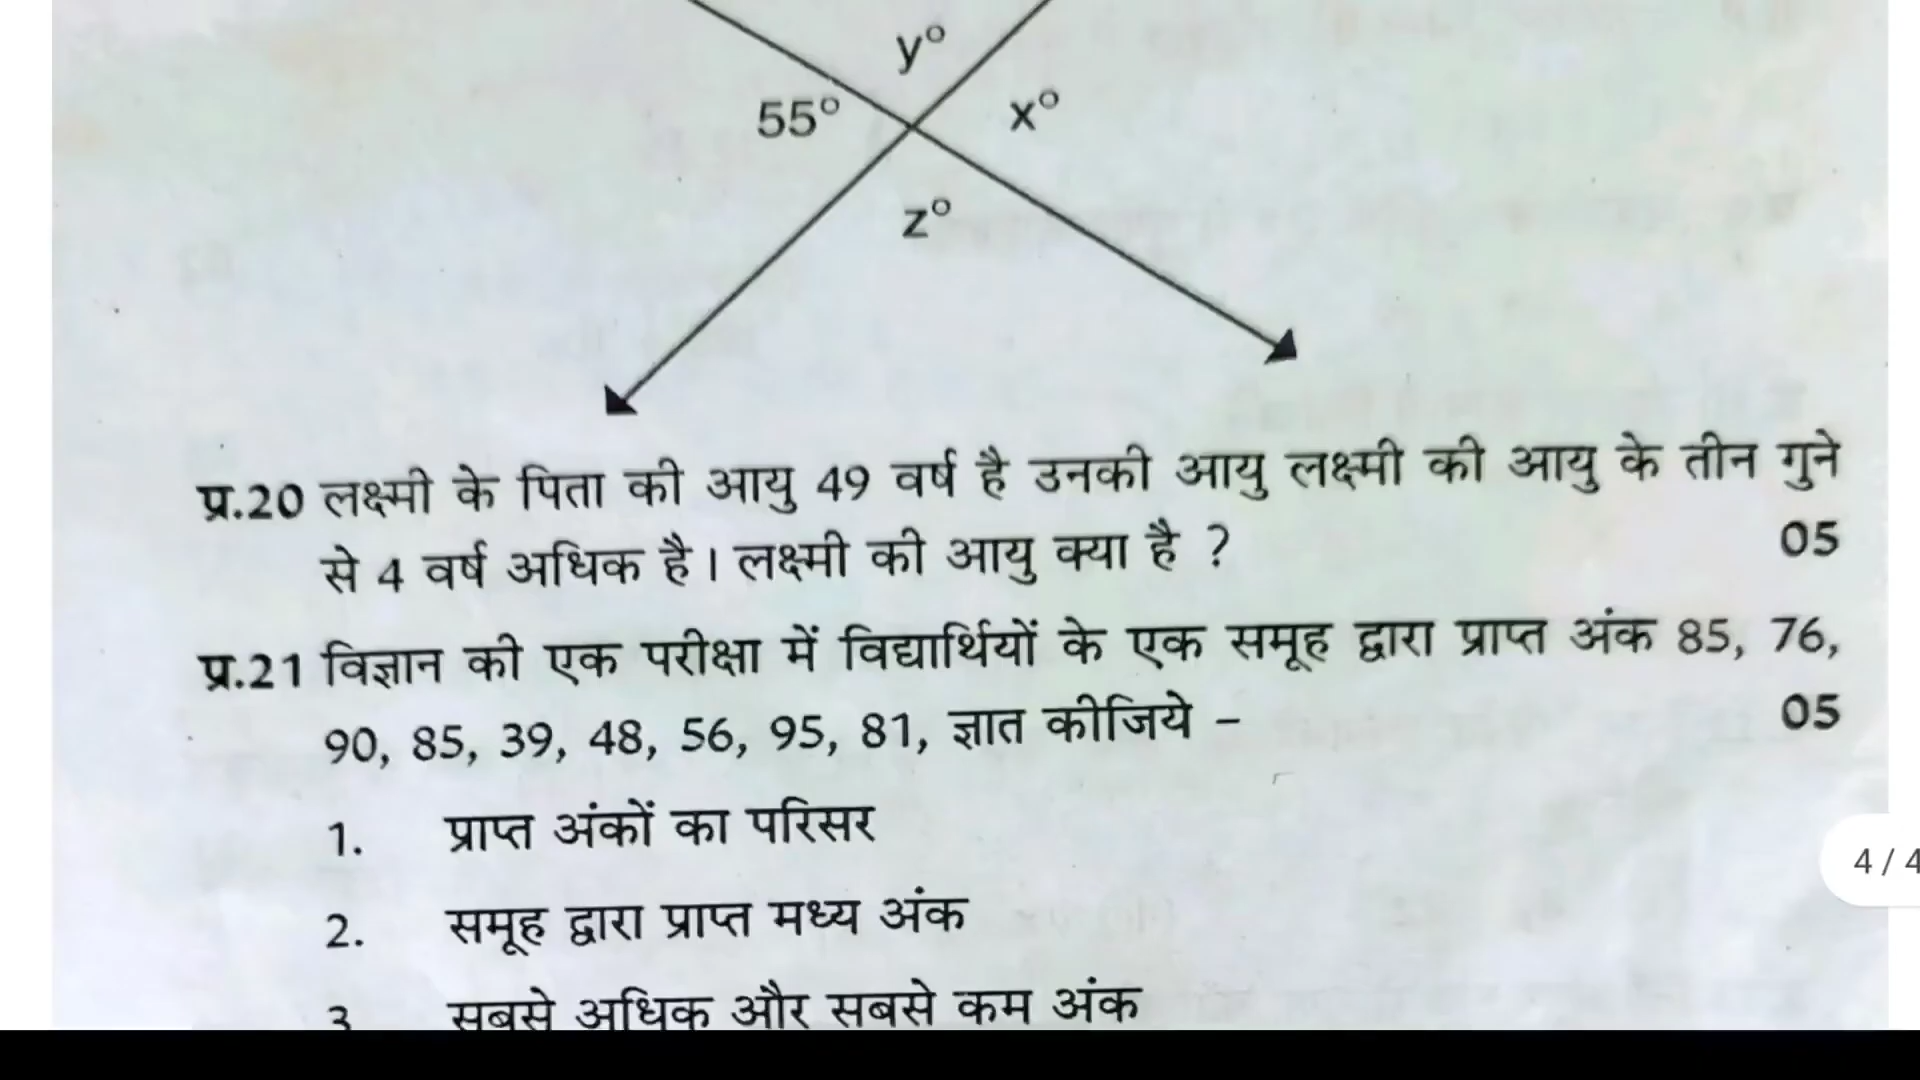 y°
55°
x°
z°
प्र.20 लक्ष्मी के पिता की आयु 49 वर्ष है उनकी आयु लक्ष्मी की आयु के तीन गुने
से 4 वर्ष अधिक है। लक्ष्मी की आयु क्या है ? 05
प्र.21 विज्ञान की एक परीक्षा में विद्यार्थियों के एक समूह द्वारा प्राप्त अंक 85, 76,
90, 85, 39, 48, 56, 95, 81, ज्ञात कीजिये – 05
1. प्राप्त अंकों का परिसर
2. समूह द्वारा प्राप्त मध्य अंक
3 सबसे अधिक और सबसे कम अंक
4 / 4